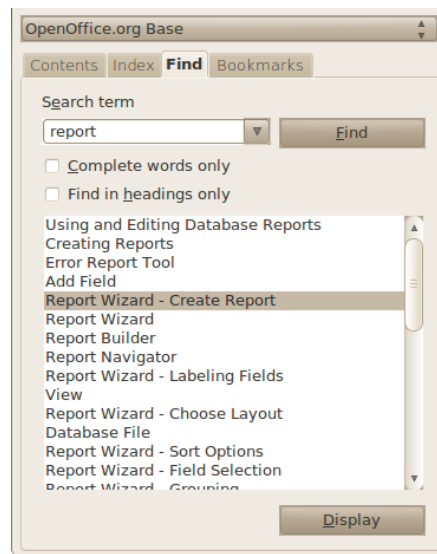 OpenOffice.org Base
Contents Index Find Bookmarks
Search term
report Find
Complete words only
Find in headings only
Using and Editing Database Reports
Creating Reports
Error Report Tool
Add Field
Report Wizard - Create Report
Report Wizard
Report Builder
Report Navigator
Report Wizard - Labeling Fields
View
Report Wizard - Choose Layout
Database File
Report Wizard - Sort Options
Report Wizard - Field Selection
Report Wizard - Grouping
Display